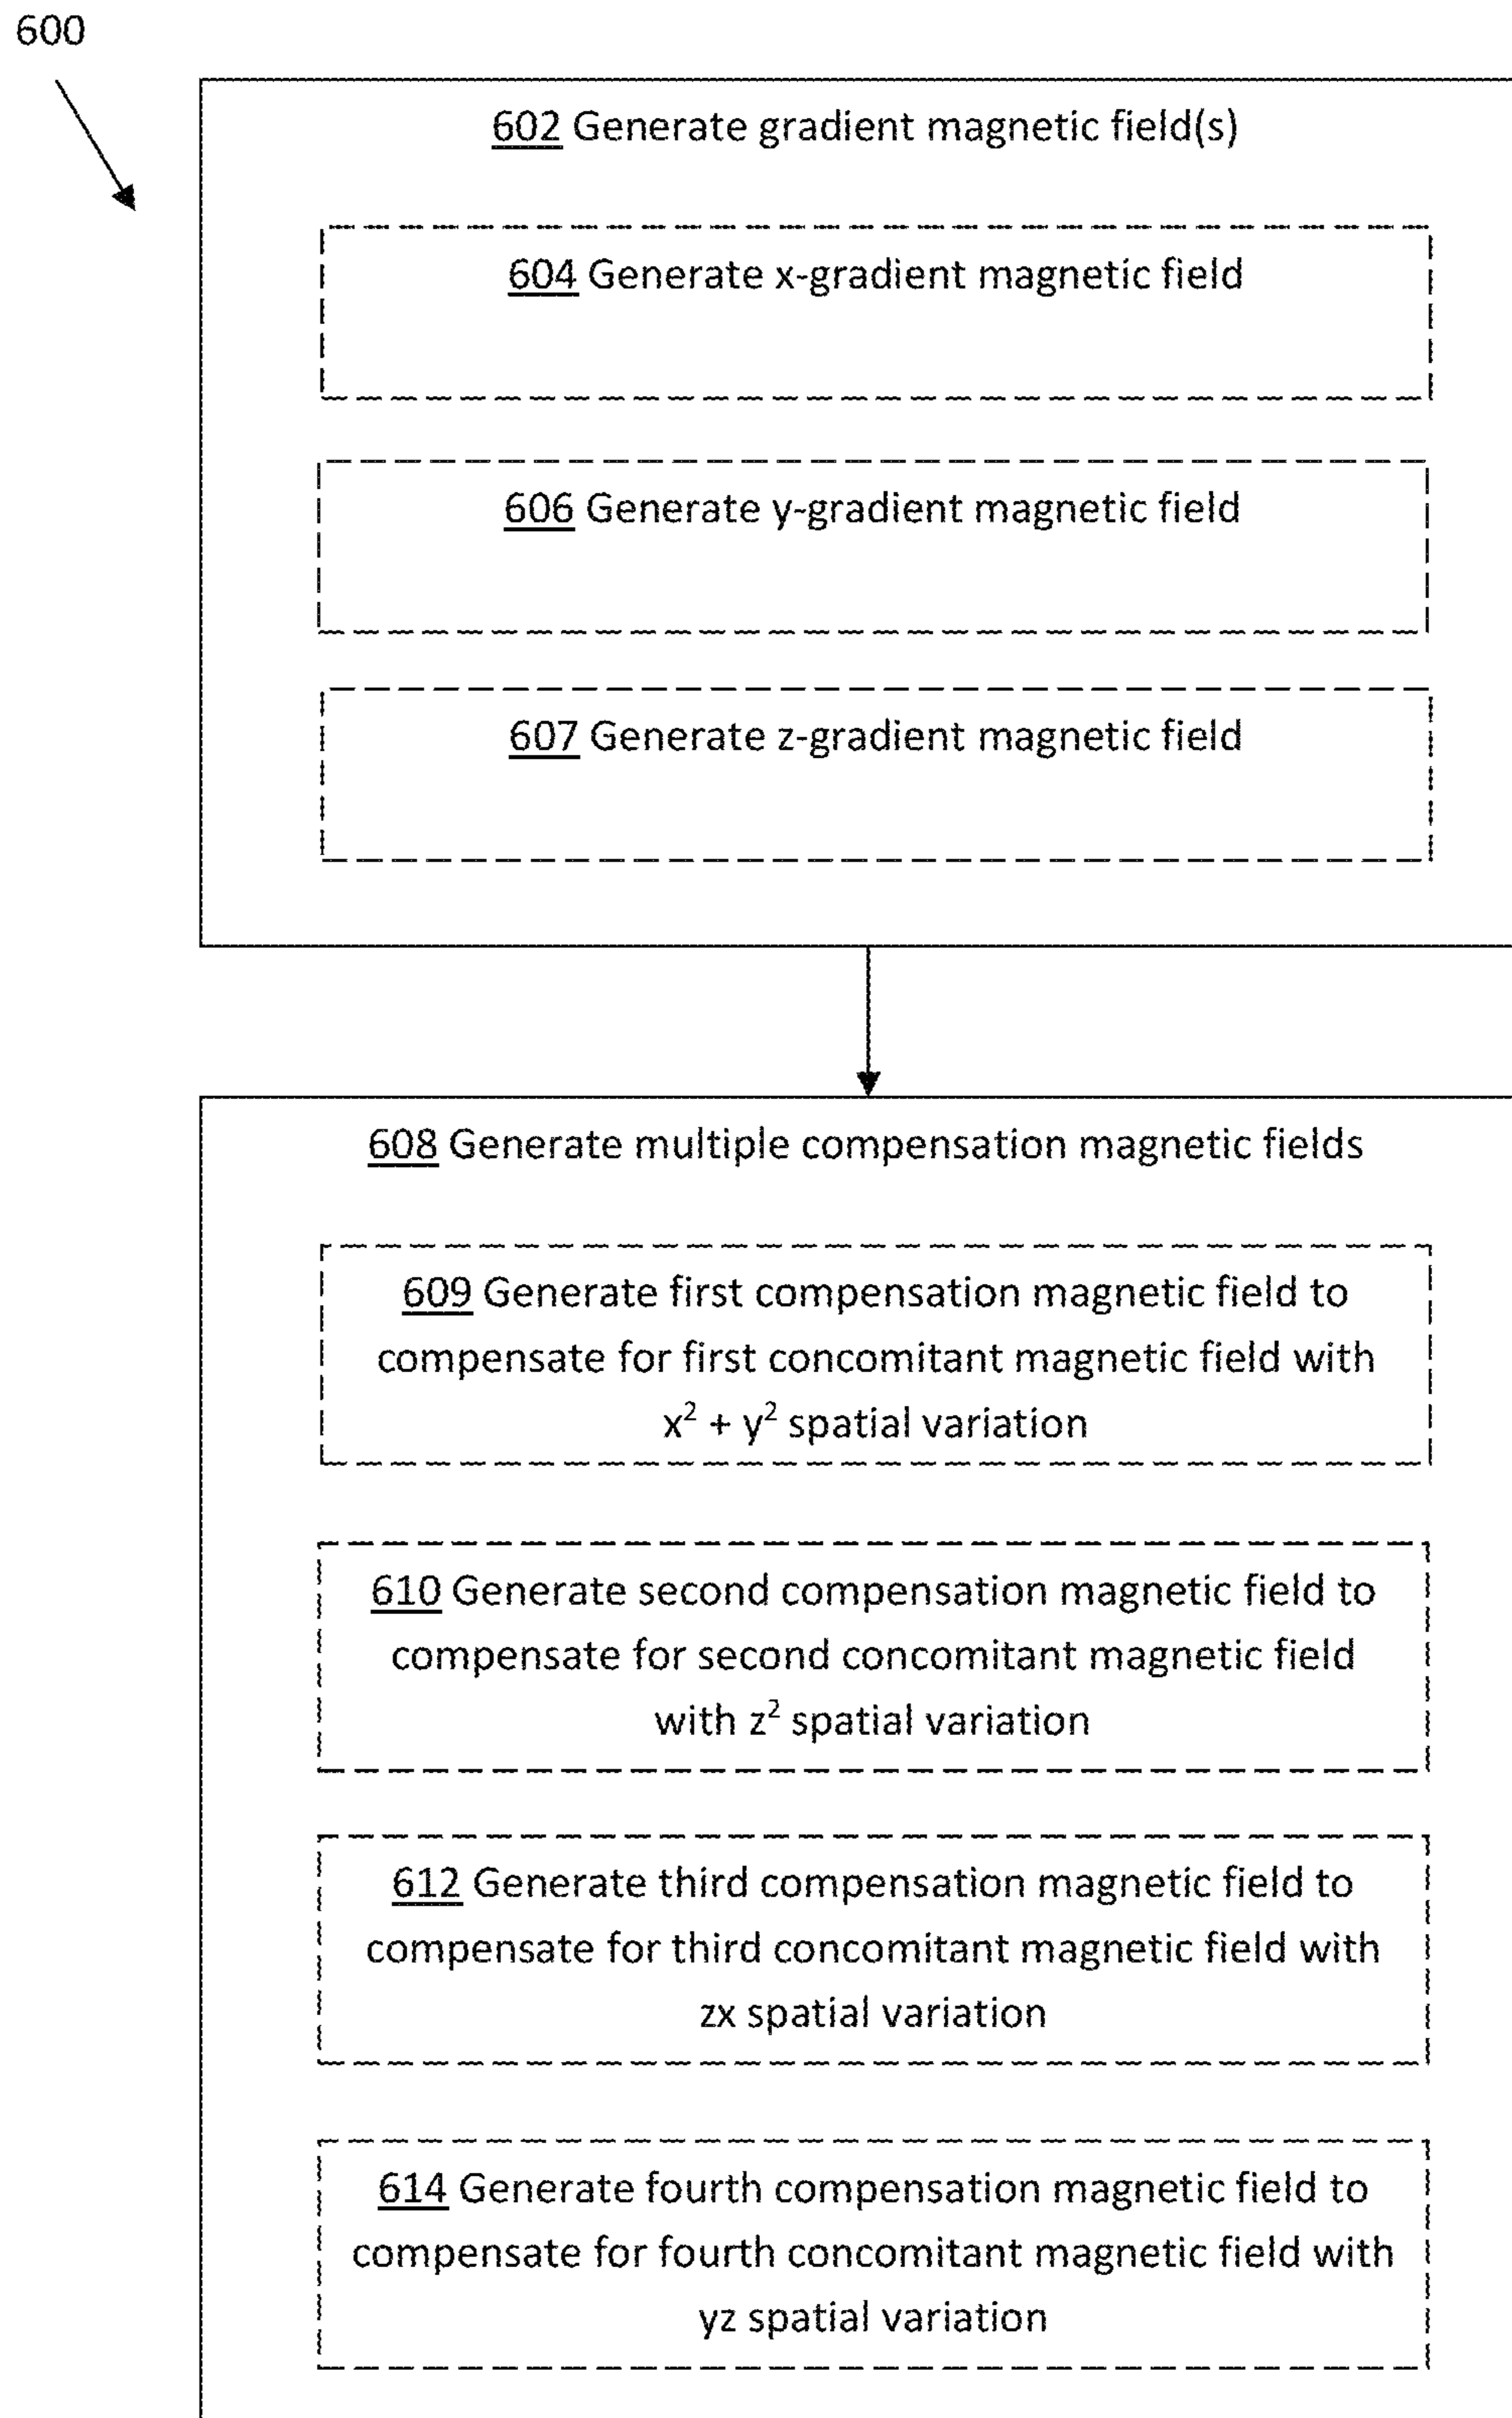 600
602 Generate gradient magnetic field(s)
604 Generate x-gradient magnetic field
606 Generate y-gradient magnetic field
607 Generate z-gradient magnetic field
608 Generate multiple compensation magnetic fields
609 Generate first compensation magnetic field to
compensate for first concomitant magnetic field with
x² + y² spatial variation
610 Generate second compensation magnetic field to
compensate for second concomitant magnetic field
with z² spatial variation
612 Generate third compensation magnetic field to
compensate for third concomitant magnetic field with
zx spatial variation
614 Generate fourth compensation magnetic field to
compensate for fourth concomitant magnetic field with
yz spatial variation